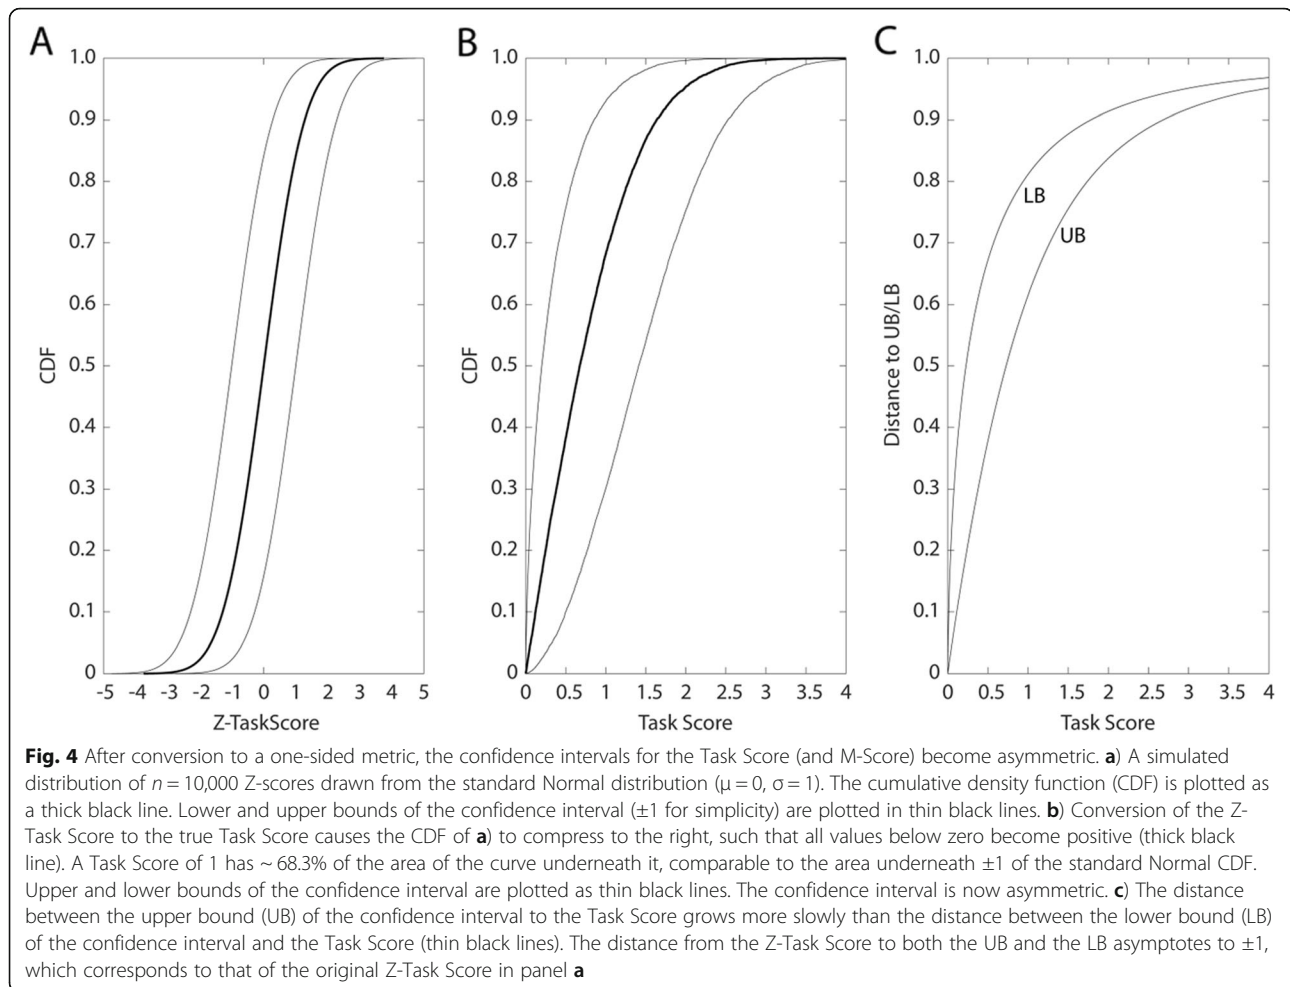 A
B
C
1.0
0.9
0.8
0.7
0.6
0.5
0.4
0.3
0.2
0.1
0
CDF
-5 -4 -3 -2 -1 0 1 2 3 4 5
Z-TaskScore
1.0
0.9
0.8
0.7
0.6
0.5
0.4
0.3
0.2
0.1
0
CDF
0 0.5 1 1.5 2 2.5 3 3.5 4
Task Score
1.0
0.9
0.8
0.7
0.6
0.5
0.4
0.3
0.2
0.1
0
Distance to UB/LB
LB
UB
0 0.5 1 1.5 2 2.5 3 3.5 4
Task Score
Fig. 4 After conversion to a one-sided metric, the confidence intervals for the Task Score (and M-Score) become asymmetric. a) A simulated
distribution of n = 10,000 Z-scores drawn from the standard Normal distribution (μ = 0, σ = 1). The cumulative density function (CDF) is plotted as
a thick black line. Lower and upper bounds of the confidence interval (±1 for simplicity) are plotted in thin black lines. b) Conversion of the Z-
Task Score to the true Task Score causes the CDF of a) to compress to the right, such that all values below zero become positive (thick black
line). A Task Score of 1 has ~ 68.3% of the area of the curve underneath it, comparable to the area underneath ±1 of the standard Normal CDF.
Upper and lower bounds of the confidence interval are plotted as thin black lines. The confidence interval is now asymmetric. c) The distance
between the upper bound (UB) of the confidence interval to the Task Score grows more slowly than the distance between the lower bound (LB)
of the confidence interval and the Task Score (thin black lines). The distance from the Z-Task Score to both the UB and the LB asymptotes to ±1,
which corresponds to that of the original Z-Task Score in panel a